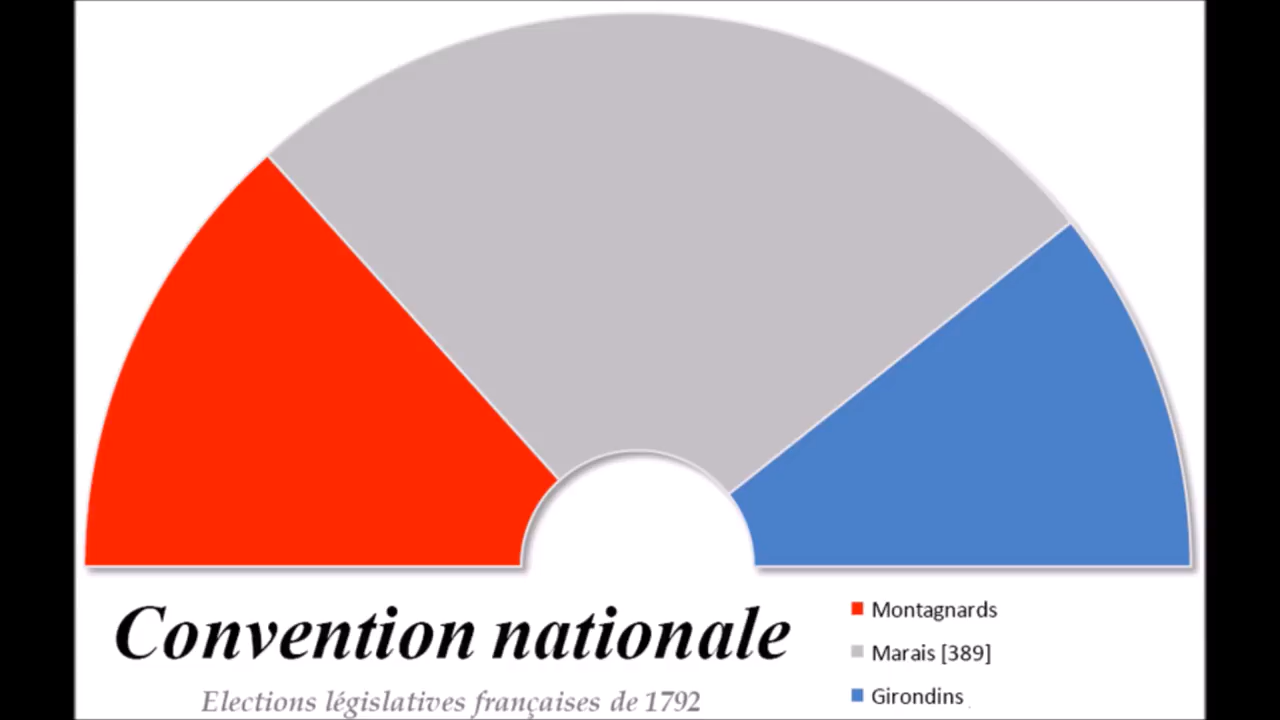 Convention nationale
Elections législatives françaises de 1792
Montagnards
Marais [389]
Girondins